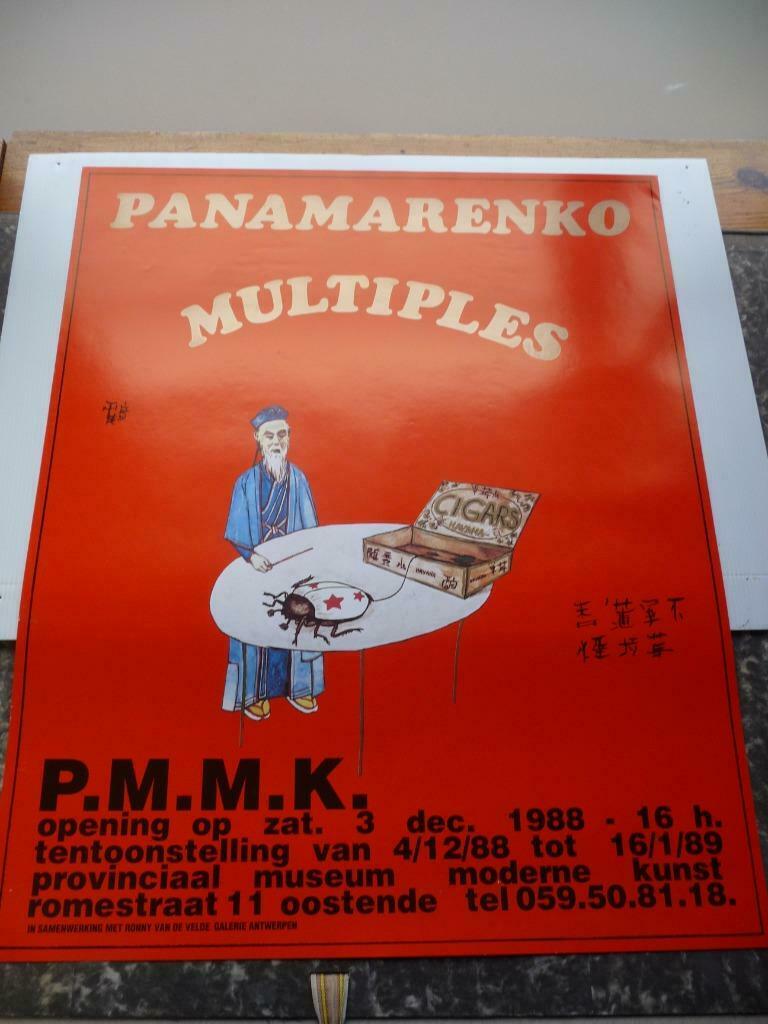 PANAMARENKO
MULTIPLES
CIGARS
HAVANA
HAVANA
P.M.M.K.
opening op zat. 3 dec. 1988 - 16 h.
tentoonstelling van 4/12/88 tot 16/1/89
provinciaal museum moderne kunst
romestraat 11 oostende tel 059.50.81.18.
IN SAMENWERKING MET RONNY VAN DE VELDE GALERIE ANTWERPEN